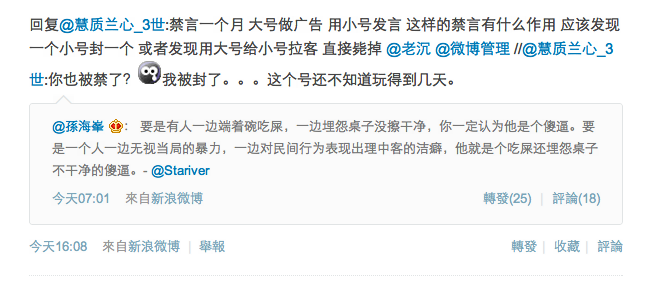 回复@慧质兰心_3世:禁言一个月 大号做广告 用小号发言 这样的禁言有什么作用 应该发现
一个小号封一个 或者发现用大号给小号拉客 直接毙掉 @老沉 @微博管理 //@慧质兰心_3
世:你也被禁了？我被封了。。。这个号还不知道玩得到几天。
@孫海峯： 要是有人一边端着碗吃屎，一边埋怨桌子没擦干净，你一定认为他是个傻逼。要
是一个人一边无视当局的暴力，一边对民间行为表现出理中客的洁癖，他就是个吃屎还埋怨桌子
不干净的傻逼。- @Stariver
今天07:01 來自新浪微博 轉發(25) | 評論(18)
今天16:08 來自新浪微博 | 舉報 轉發 | 收藏 | 評論